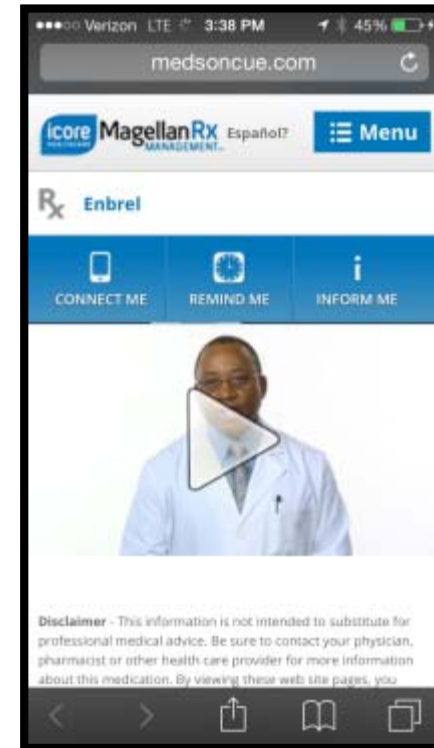 Verizon LTE 3:38 PM 45%
medsoncue.com
icore HEALTHCARE MagellanRx MANAGEMENT Español? Menu
Rx Enbrel
CONNECT ME REMIND ME INFORM ME
Disclaimer - This information is not intended to substitute for
professional medical advice. Be sure to contact your physician,
pharmacist or other health care provider for more information
about this medication. By viewing these web site pages, you